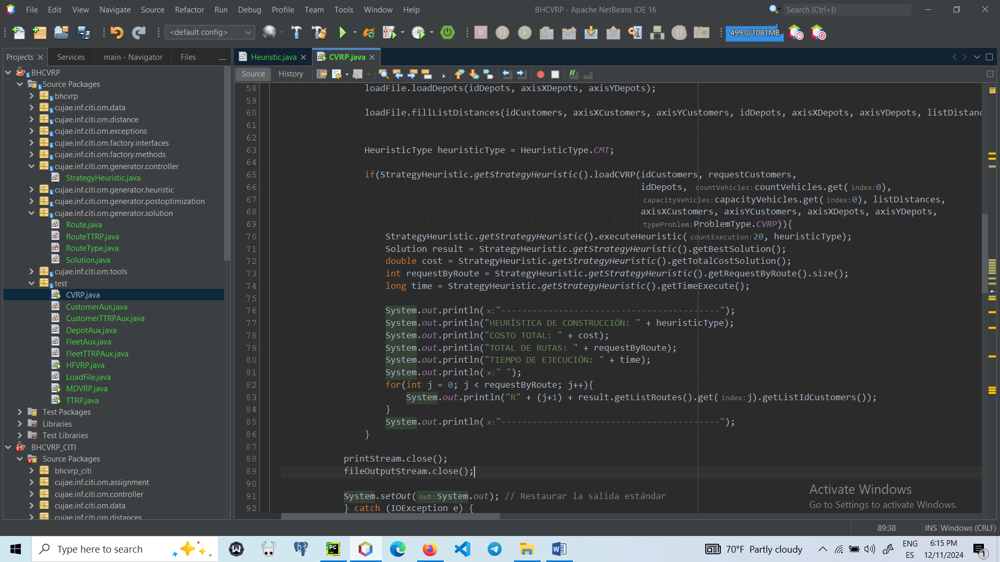 File Edit View Navigate Source Refactor Run Debug Profile Team Tools Window Help
BHCVRP - Apache NetBeans IDE 16
Search (Ctrl+I)
<default config>
499.0/1081MB
Projects Services main - Navigator Files
BHCVRP
Source Packages
bhcvrp
cujae.inf.citi.om.data
cujae.inf.citi.om.distance
cujae.inf.citi.om.exceptions
cujae.inf.citi.om.factory.interfaces
cujae.inf.citi.om.factory.methods
cujae.inf.citi.om.generator.controller
StrategyHeuristic.java
cujae.inf.citi.om.generator.heuristic
cujae.inf.citi.om.generator.postoptimization
cujae.inf.citi.om.generator.solution
Route.java
RouteTTRP.java
RouteType.java
Solution.java
cujae.inf.citi.om.tools
test
CVRP.java
CustomerAux.java
CustomerTTRPAux.java
DepotAux.java
FleetAux.java
FleetTTRPAux.java
HFVRP.java
LoadFile.java
MDVRP.java
TTRP.java
Test Packages
Libraries
Test Libraries
BHCVRP_CITI
Source Packages
bhcvrp_citi
cujae.inf.citi.om.assignment
cujae.inf.citi.om.controller
cujae.inf.citi.om.data
cujae.inf.citi.om.distances
Heuristic.java CVRP.java
Source History
58 loadFile.loadDepots(idDepots, axisXDepots, axisYDepots);
59
60 loadFile.fillListDistances(idCustomers, axisXCustomers, axisYCustomers, idDepots, axisXDepots, axisYDepots, listDistanc
61
62
63 HeuristicType heuristicType = HeuristicType.CMT;
64
65 if(StrategyHeuristic.getStrategyHeuristic().loadCVRP(idCustomers, requestCustomers,
66 idDepots, countVehicles: countVehicles.get( index: 0),
67 capacityVehicles: capacityVehicles.get( index: 0), listDistances,
68 axisXCustomers, axisYCustomers, axisXDepots, axisYDepots,
69 typeProblem: ProblemType.CVRP)){
70 StrategyHeuristic.getStrategyHeuristic().executeHeuristic( countExecution: 20, heuristicType);
71 Solution result = StrategyHeuristic.getStrategyHeuristic().getBestSolution();
72 double cost = StrategyHeuristic.getStrategyHeuristic().getTotalCostSolution();
73 int requestByRoute = StrategyHeuristic.getStrategyHeuristic().getRequestByRoute().size();
74 long time = StrategyHeuristic.getStrategyHeuristic().getTimeExecute();
75
76 System.out.println( x: "------------------------------------------");
77 System.out.println("HEURÍSTICA DE CONSTRUCCIÓN: " + heuristicType);
78 System.out.println("COSTO TOTAL: " + cost);
79 System.out.println("TOTAL DE RUTAS: " + requestByRoute);
80 System.out.println("TIEMPO DE EJECUCIÓN: " + time);
81 System.out.println( x: " ");
82 for(int j = 0; j < requestByRoute; j++){
83 System.out.println("R" + (j+1) + result.getListRoutes().get( index: j).getListIdCustomers());
84 }
85 System.out.println( x: "------------------------------------------");
86 }
87
88 printStream.close();
89 fileOutputStream.close();
90
91 System.setOut( out: System.out); // Restaurar la salida estándar
92 } catch (IOException e) {
Activate Windows
Go to Settings to activate Windows.
89:38 INS Windows (CRLF)
Type here to search
70°F Partly cloudy
ENG
ES
6:15 PM
12/11/2024
1